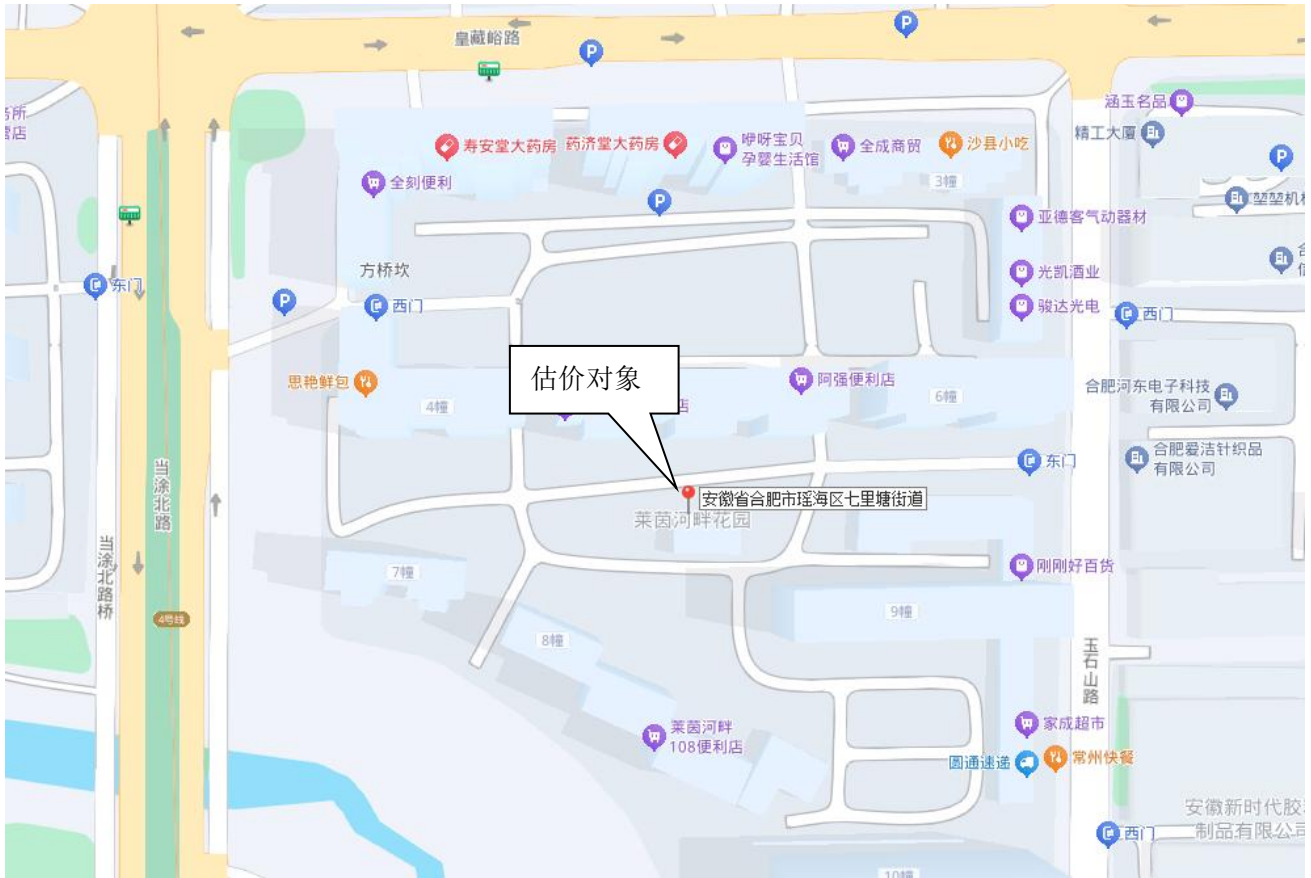 皇藏峪路
P
P
涵玉名品
精工大厦
P
寿安堂大药房
药济堂大药房
咿呀宝贝
孕婴生活馆
全成商贸
沙县小吃
3幢
全刻便利
P
亚德客气动器材
方桥坎
光凯酒业
东门
P
西门
骏达光电
西门
估价对象
思艳鲜包
4幢
阿强便利店
6幢
合肥河东电子科技
有限公司
东门
合肥爱洁针织品
有限公司
当涂北路
安徽省合肥市瑶海区七里塘街道
莱茵河畔花园
当涂北路桥
7幢
刚刚好百货
4号线
9幢
8幢
玉石山路
莱茵河畔
108便利店
家成超市
圆通速递
常州快餐
西门
制品有限公司
10幢